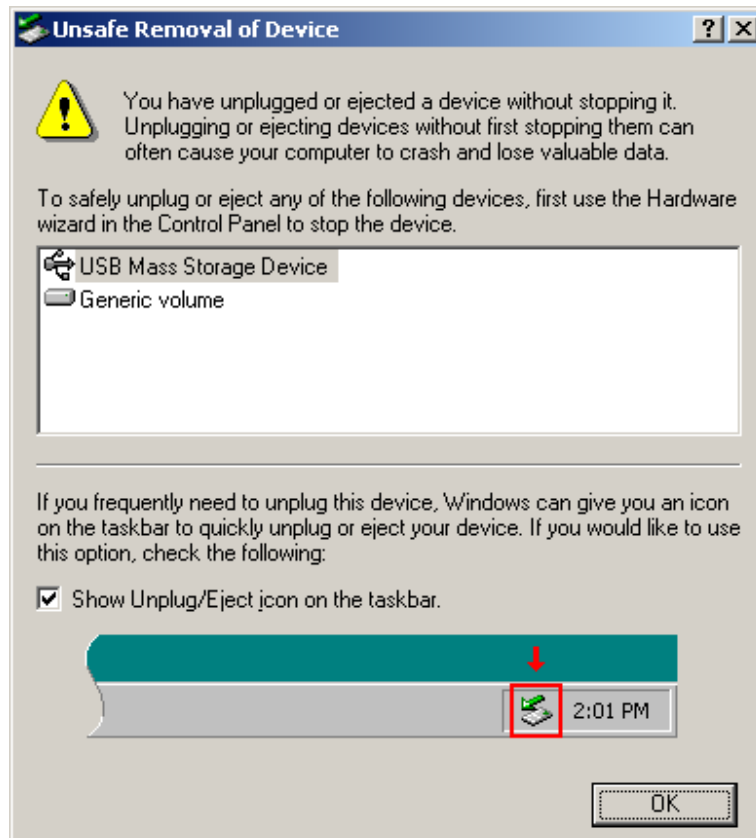 Unsafe Removal of Device
You have unplugged or ejected a device without stopping it.
Unplugging or ejecting devices without first stopping them can
often cause your computer to crash and lose valuable data.
To safely unplug or eject any of the following devices, first use the Hardware
wizard in the Control Panel to stop the device.
USB Mass Storage Device
Generic volume
If you frequently need to unplug this device, Windows can give you an icon
on the taskbar to quickly unplug or eject your device. If you would like to use
this option, check the following:
Show Unplug/Eject icon on the taskbar.
2:01 PM
OK